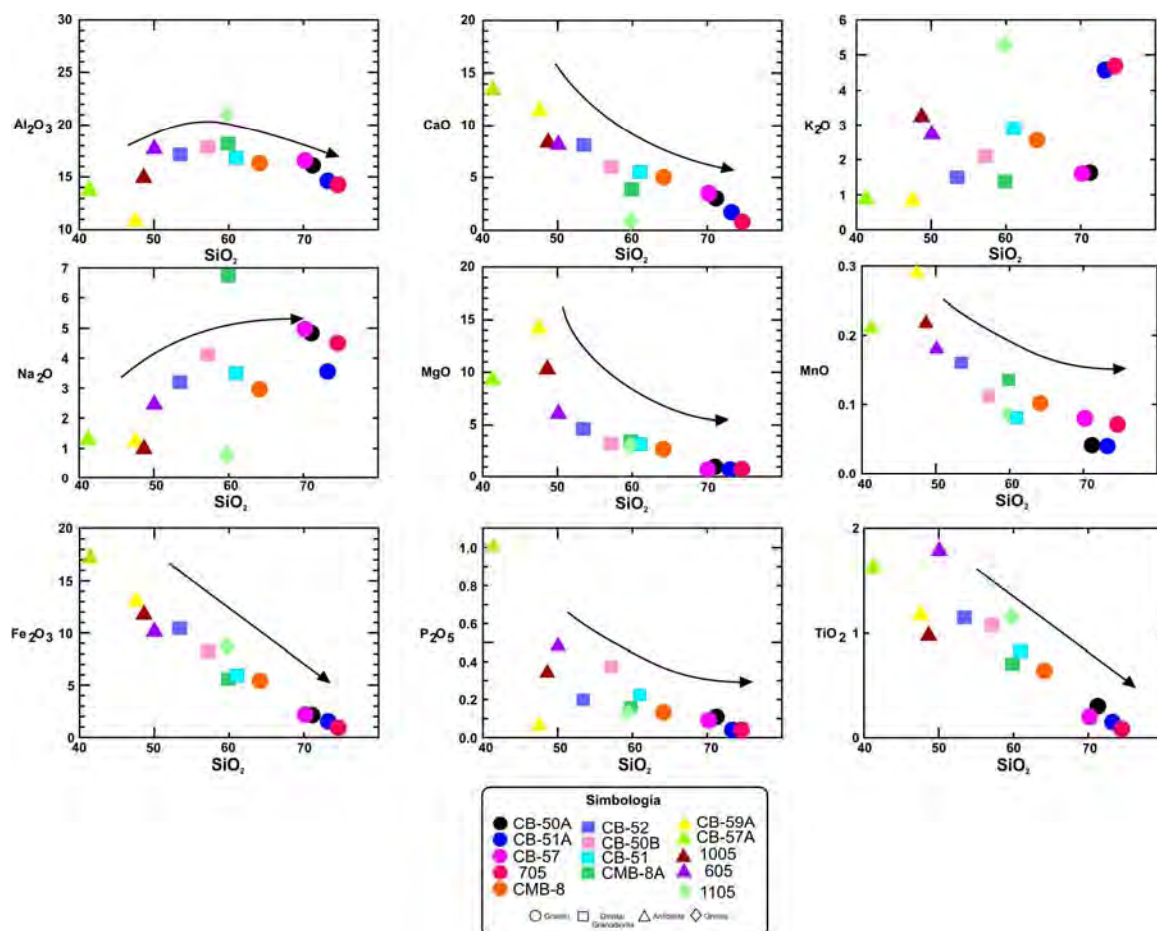 30
25
Al2O3
20
15
10
40 50 60 70
SiO2
20
15
CaO
10
5
0
40 50 60 70
SiO2
6
5
4
K2O
3
2
1
0
40 50 60 70
SiO2
7
6
5
4
Na2O
3
2
1
0
40 50 60 70
SiO2
20
15
MgO
10
5
0
40 50 60 70
SiO2
0.3
0.2
MnO
0.1
0.0
40 50 60 70
SiO2
20
15
Fe2O3
10
5
0
40 50 60 70
SiO2
1.0
0.8
P2O5
0.6
0.4
0.2
0.0
40 50 60 70
SiO2
2
TiO2
1
0
40 50 60 70
SiO2
Simbología
CB-50A CB-52 CB-59A
CB-51A CB-50B CB-57A
CB-57 CB-51 1005
705 CMB-8A 605
CMB-8 1105
Granodiorita